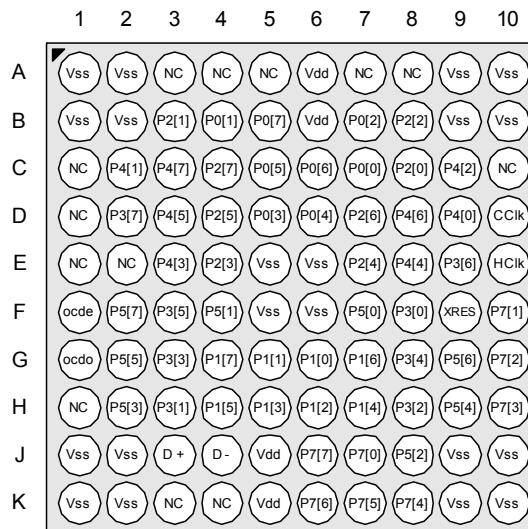 1 2 3 4 5 6 7 8 9 10
A Vss Vss NC NC NC Vdd NC NC Vss Vss
B Vss Vss P2[1] P0[1] P0[7] Vdd P0[2] P2[2] Vss Vss
C NC P4[1] P4[7] P2[7] P0[5] P0[6] P0[0] P2[0] P4[2] NC
D NC P3[7] P4[5] P2[5] P0[3] P0[4] P2[6] P4[6] P4[0] CClk
E NC NC P4[3] P2[3] Vss Vss P2[4] P4[4] P3[6] HClk
F ocde P5[7] P3[5] P5[1] Vss Vss P5[0] P3[0] XRES P7[1]
G ocdo P5[5] P3[3] P1[7] P1[1] P1[0] P1[6] P3[4] P5[6] P7[2]
H NC P5[3] P3[1] P1[5] P1[3] P1[2] P1[4] P3[2] P5[4] P7[3]
J Vss Vss D + D - Vdd P7[7] P7[0] P5[2] Vss Vss
K Vss Vss NC NC Vdd P7[6] P7[5] P7[4] Vss Vss